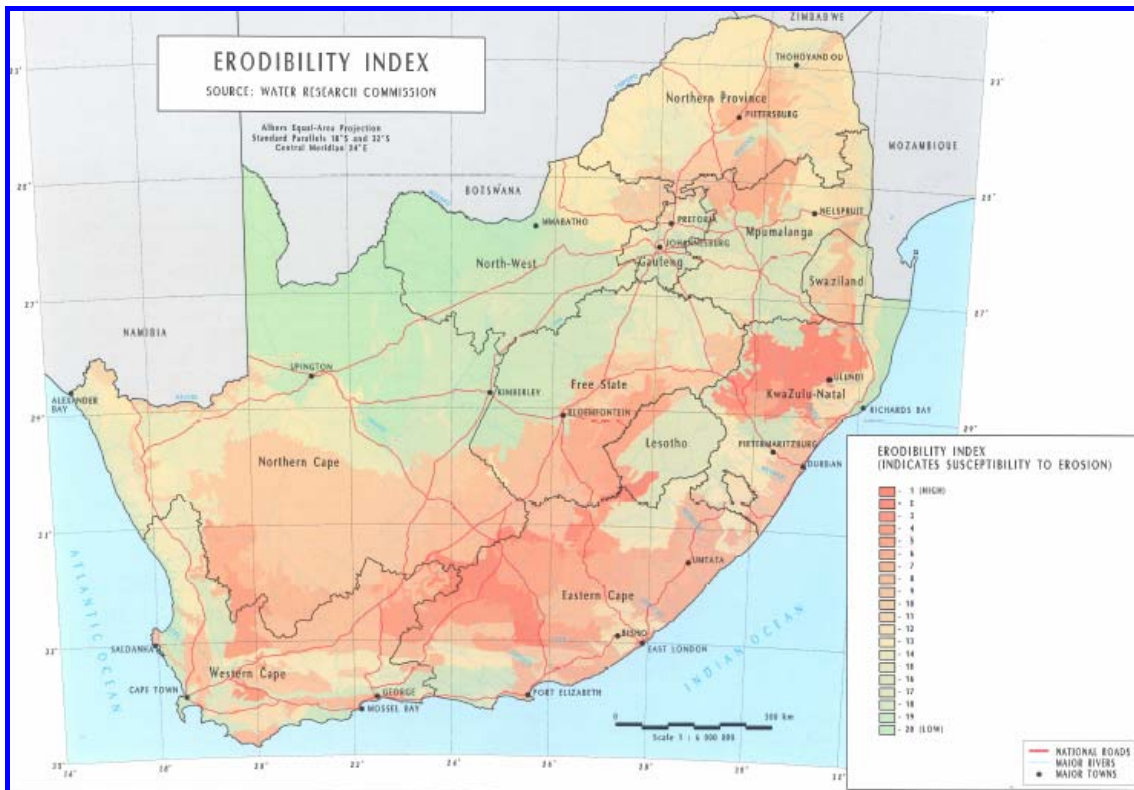 ERODIBILITY INDEX
SOURCE: WATER RESEARCH COMMISSION
Albers Equal-Area Projection
Standard Parallels 18°S and 32°S
Central Meridian 24°E
ZIMBABWE
THOHOYANDOU
Northern Province
PIETERSBURG
MOZAMBIQUE
BOTSWANA
MMABATHO
PRETORIA
NELSPRUIT
Mpumalanga
JOHANNESBURG
North-West
Gauteng
Swaziland
27°
27°
NAMIBIA
UPINGTON
ULUNDI
Free State
KIMBERLEY
KwaZulu-Natal
ALEXANDER
BAY
BLOEMFONTEIN
RICHARDS BAY
29°
Lesotho
PIETERMARITZBURG
Northern Cape
DURBAN
UMTATA
Eastern Cape
ATLANTIC OCEAN
BISHO
SALDANHA
EAST LONDON
Western Cape
INDIAN OCEAN
CAPE TOWN
GEORGE
PORT ELIZABETH
MOSSEL BAY
300 km
Scale 1 : 6 000 000
ERODIBILITY INDEX
(INDICATES SUSCEPTIBILITY TO EROSION)
- 1 (HIGH)
- 2
- 3
- 4
- 5
- 6
- 7
- 8
- 9
- 10
- 11
- 12
- 13
- 14
- 15
- 16
- 17
- 18
- 19
- 20 (LOW)
NATIONAL ROADS
MAJOR RIVERS
MAJOR TOWNS